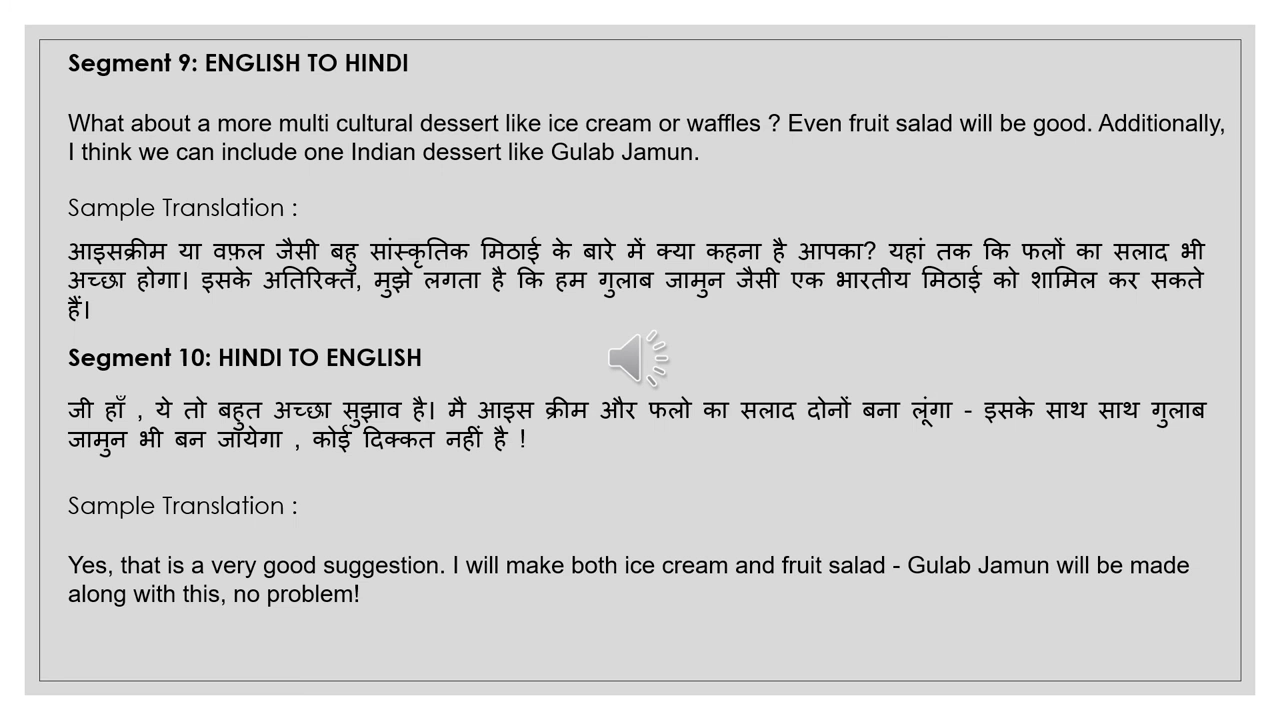 Segment 9: ENGLISH TO HINDI
What about a more multi cultural dessert like ice cream or waffles ? Even fruit salad will be good. Additionally,
I think we can include one Indian dessert like Gulab Jamun.
Sample Translation :
आइसक्रीम या वफ़ल जैसी बहु सांस्कृतिक मिठाई के बारे में क्या कहना है आपका? यहां तक कि फलों का सलाद भी
अच्छा होगा। इसके अतिरिक्त, मुझे लगता है कि हम गुलाब जामुन जैसी एक भारतीय मिठाई को शामिल कर सकते
हैं।
Segment 10: HINDI TO ENGLISH
जी हाँ , ये तो बहुत अच्छा सुझाव है। मै आइस क्रीम और फलो का सलाद दोनों बना लूंगा - इसके साथ साथ गुलाब
जामुन भी बन जायेगा , कोई दिक्कत नहीं है !
Sample Translation :
Yes, that is a very good suggestion. I will make both ice cream and fruit salad - Gulab Jamun will be made
along with this, no problem!